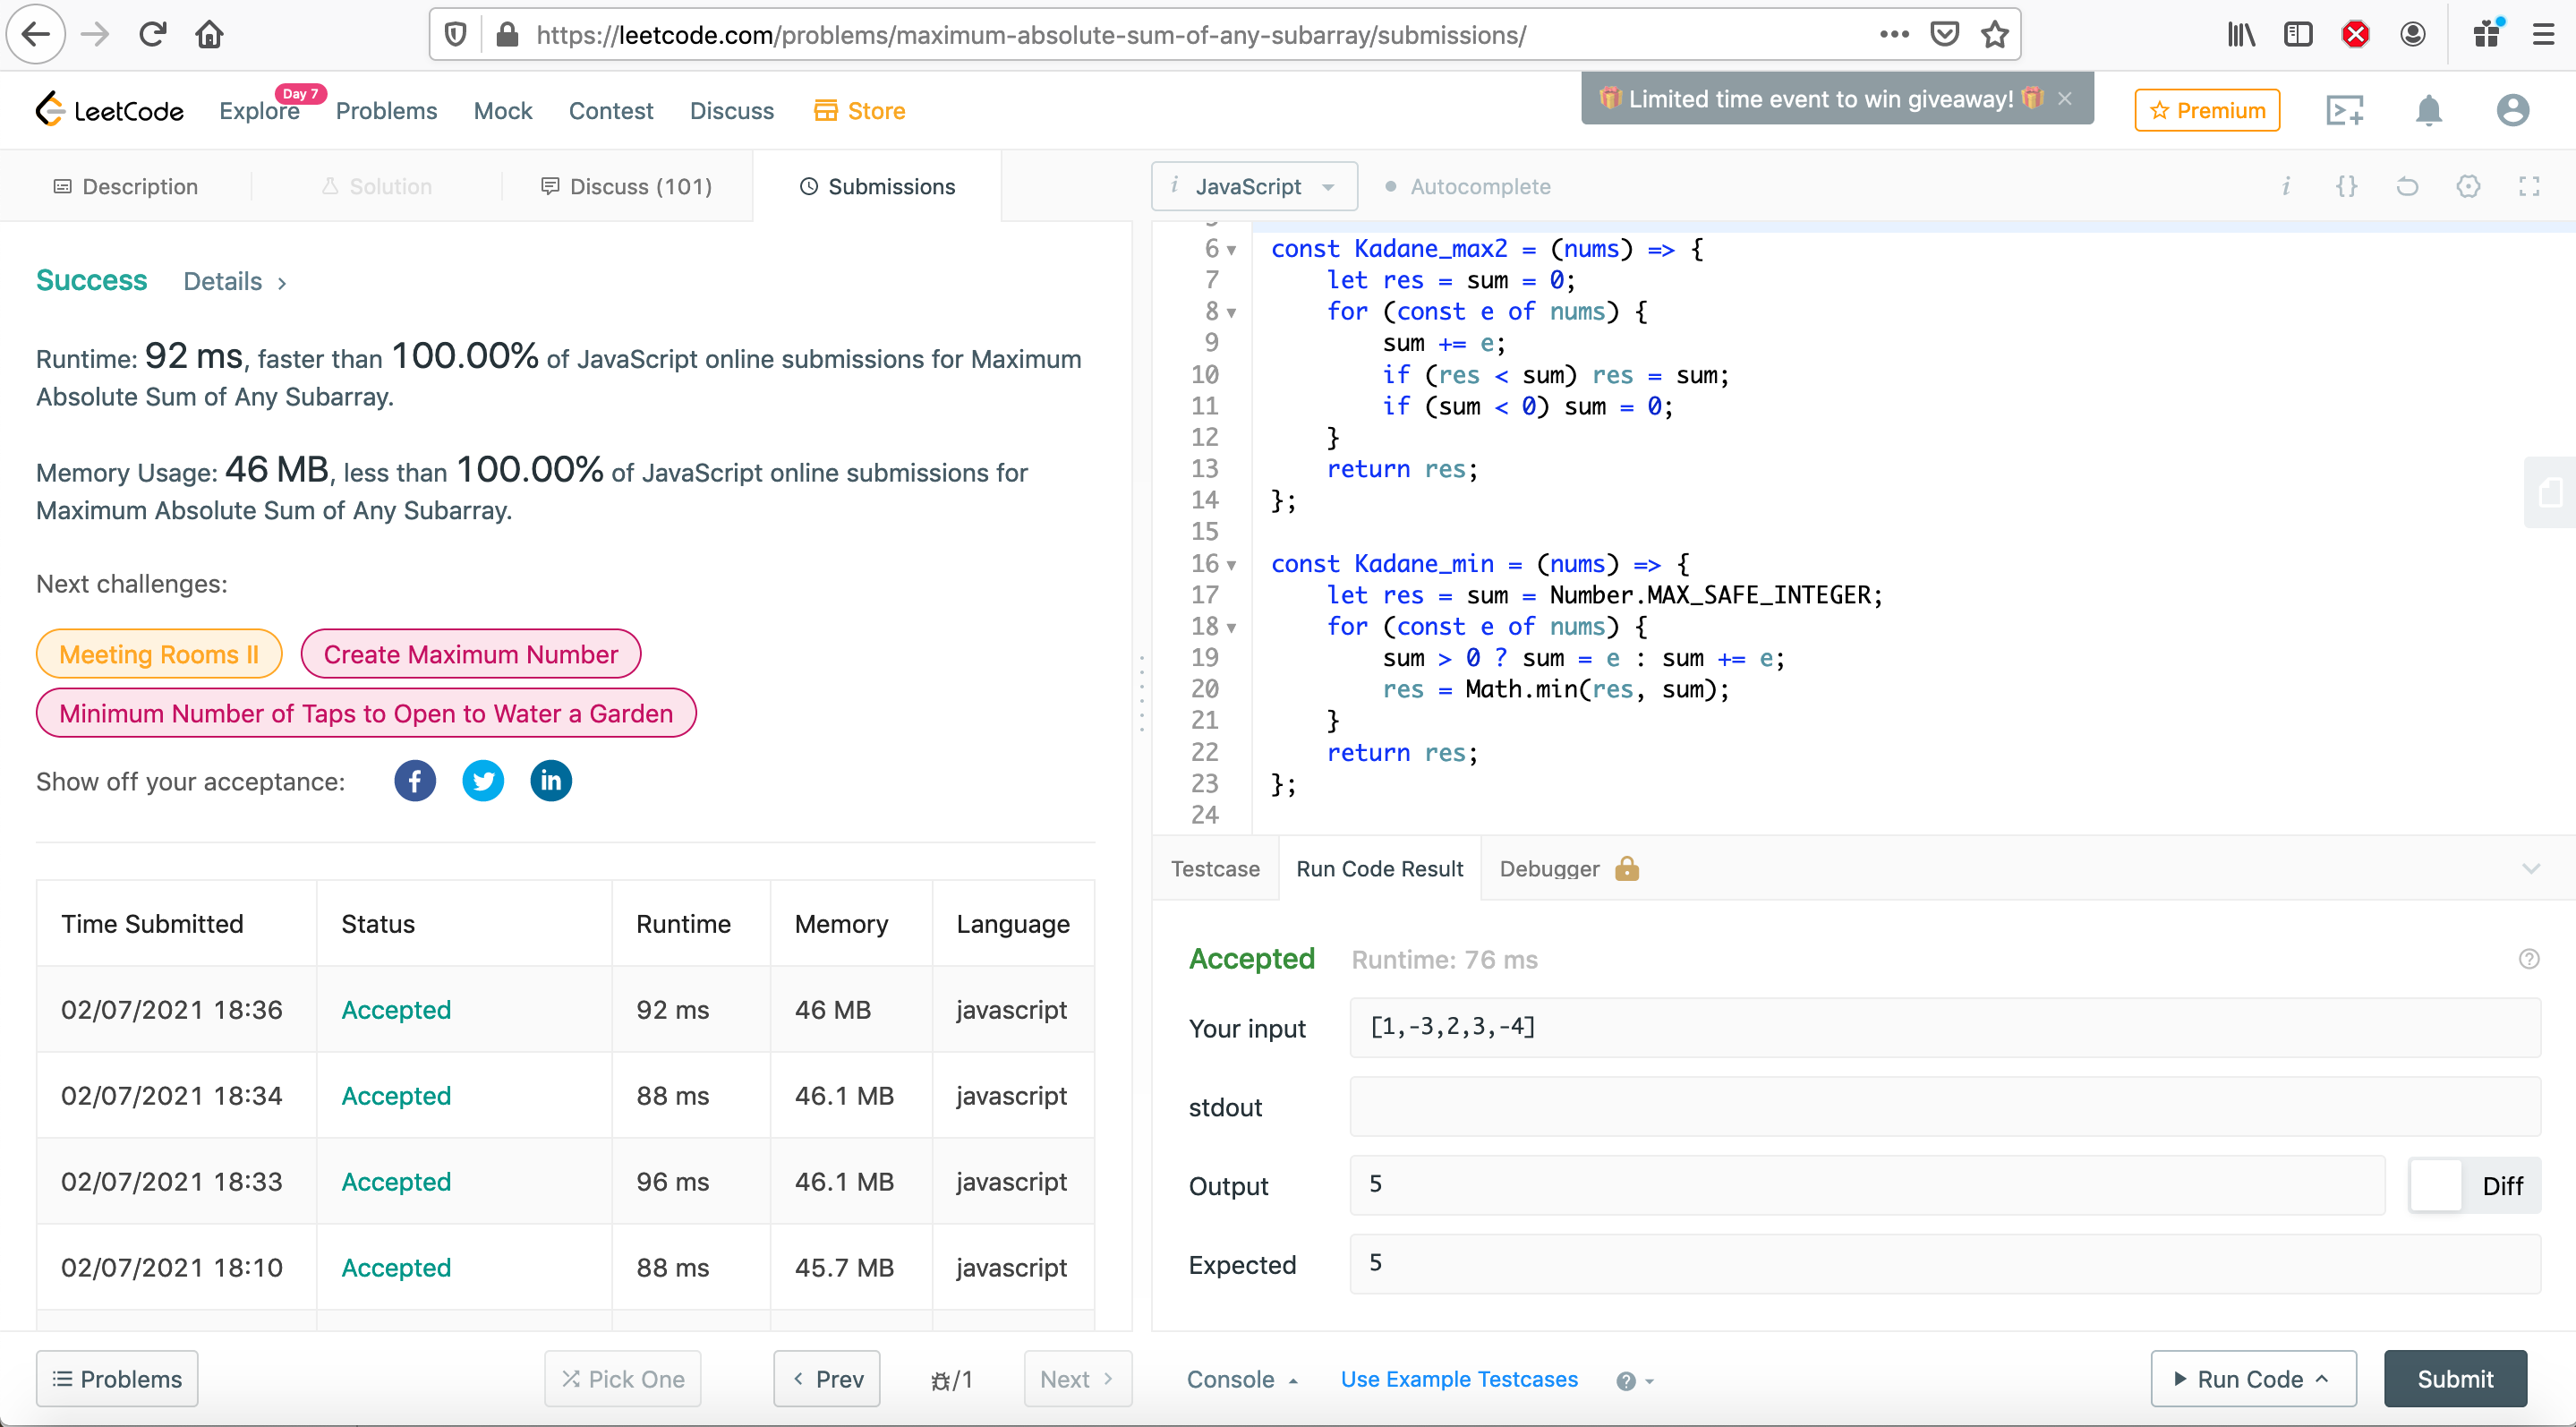 https://leetcode.com/problems/maximum-absolute-sum-of-any-subarray/submissions/
LeetCode
Explore
Day 7
Problems
Mock
Contest
Discuss
Store
Limited time event to win giveaway!
Premium
Description
Solution
Discuss (101)
Submissions
Success
Details
Runtime: 92 ms, faster than 100.00% of JavaScript online submissions for Maximum
Absolute Sum of Any Subarray.
Memory Usage: 46 MB, less than 100.00% of JavaScript online submissions for
Maximum Absolute Sum of Any Subarray.
Next challenges:
Meeting Rooms II
Create Maximum Number
Minimum Number of Taps to Open to Water a Garden
Show off your acceptance:
Time Submitted Status Runtime Memory Language
02/07/2021 18:36 Accepted 92 ms 46 MB javascript
02/07/2021 18:34 Accepted 88 ms 46.1 MB javascript
02/07/2021 18:33 Accepted 96 ms 46.1 MB javascript
02/07/2021 18:10 Accepted 88 ms 45.7 MB javascript
Problems
Pick One
Prev
/1
Next
i JavaScript
Autocomplete
6 const Kadane_max2 = (nums) => {
7 let res = sum = 0;
8 for (const e of nums) {
9 sum += e;
10 if (res < sum) res = sum;
11 if (sum < 0) sum = 0;
12 }
13 return res;
14 };
15
16 const Kadane_min = (nums) => {
17 let res = sum = Number.MAX_SAFE_INTEGER;
18 for (const e of nums) {
19 sum > 0 ? sum = e : sum += e;
20 res = Math.min(res, sum);
21 }
22 return res;
23 };
24
Testcase
Run Code Result
Debugger
Accepted
Runtime: 76 ms
Your input
[1,-3,2,3,-4]
stdout
Output
5
Diff
Expected
5
Console
Use Example Testcases
Run Code
Submit